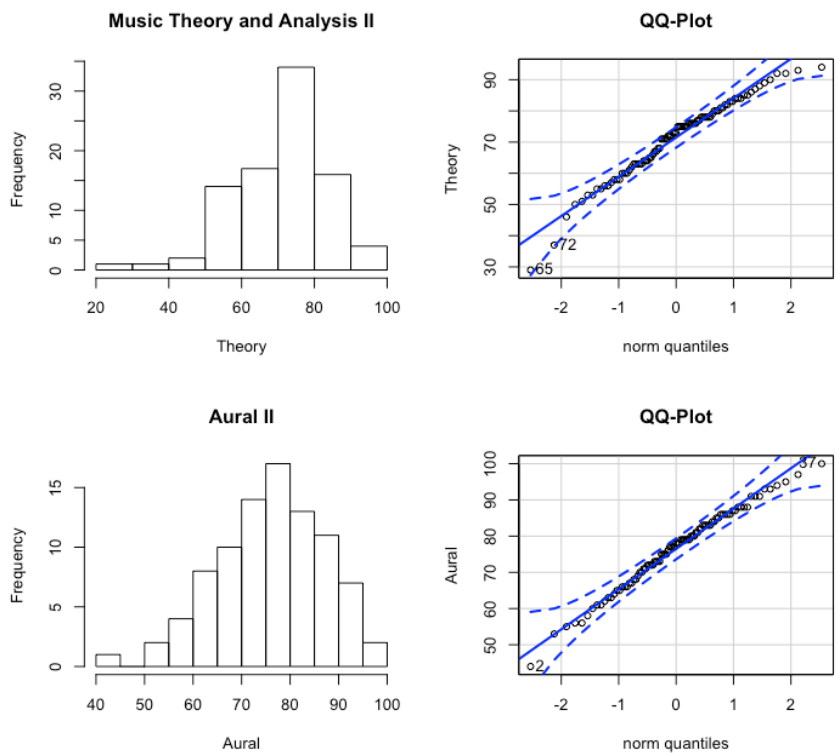 Music Theory and Analysis II
Frequency
0 5 10 20 30
20 40 60 80 100
Theory
QQ-Plot
Theory
30 50 70 90
65
72
-2 -1 0 1 2
norm quantiles
Aural II
Frequency
0 5 10 15
40 50 60 70 80 90 100
Aural
QQ-Plot
Aural
50 60 70 80 90 100
37
2
-2 -1 0 1 2
norm quantiles